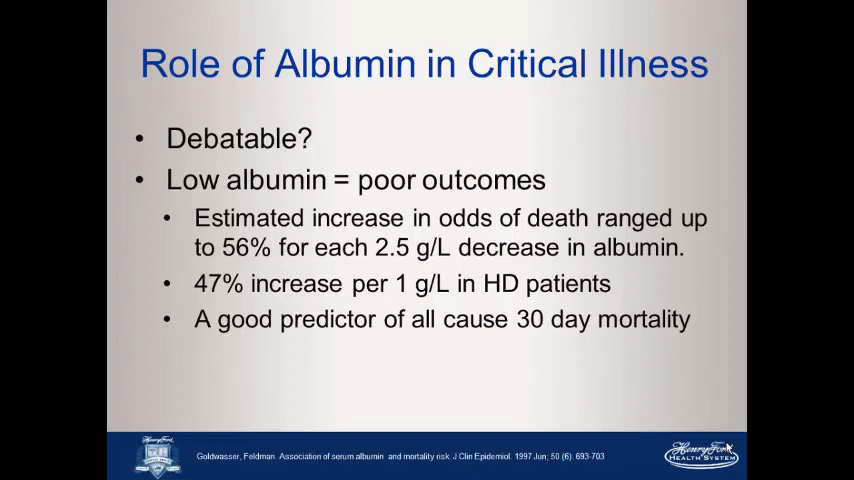 Role of Albumin in Critical Illness
• Debatable?
• Low albumin = poor outcomes
• Estimated increase in odds of death ranged up
to 56% for each 2.5 g/L decrease in albumin.
• 47% increase per 1 g/L in HD patients
• A good predictor of all cause 30 day mortality
Henry Ford
Goldwasser, Feldman. Association of serum albumin and mortality risk. J Clin Epidemiol. 1997 Jun; 50 (6): 693-703
Henry Ford
HEALTH SYSTEM